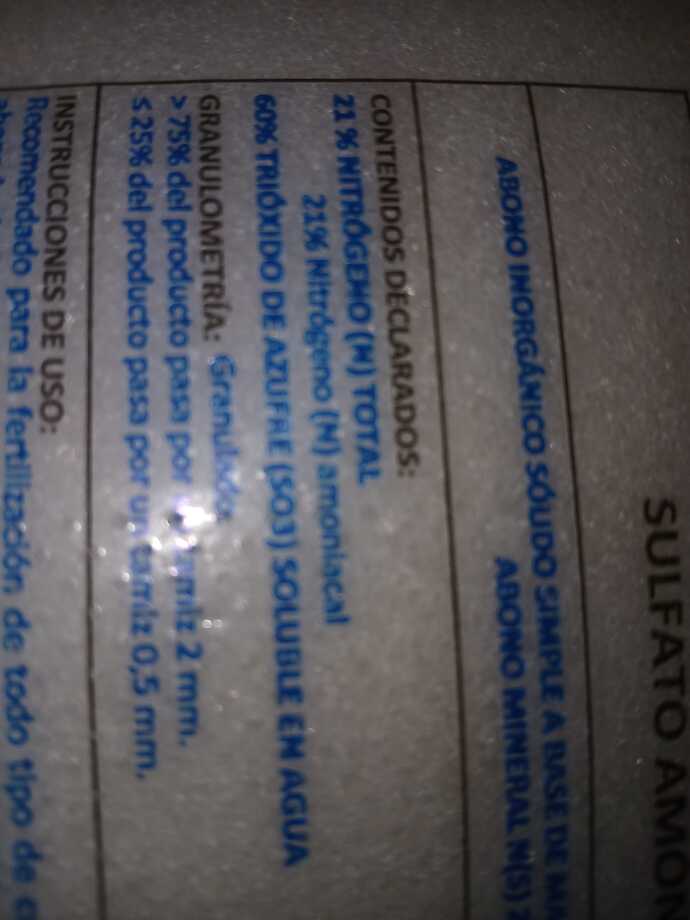 SULFATO AMÓN
ABONO INORGÁNICO SÓLIDO SIMPLE A BASE DE
ABONO MINERAL N(S)
CONTENIDOS DECLARADOS:
21 % NITRÓGENO (N) TOTAL
21% Nitrógeno (N) amoniacal
60% TRIÓXIDO DE AZUFRE (SO3) SOLUBLE EN AGUA
GRANULOMETRÍA: Granulado
> 75% del producto pasa por tamiz 2 mm.
≤ 25% del producto pasa por un tamiz 0,5 mm.
INSTRUCCIONES DE USO:
Recomendado para la fertilización de todo tipo de